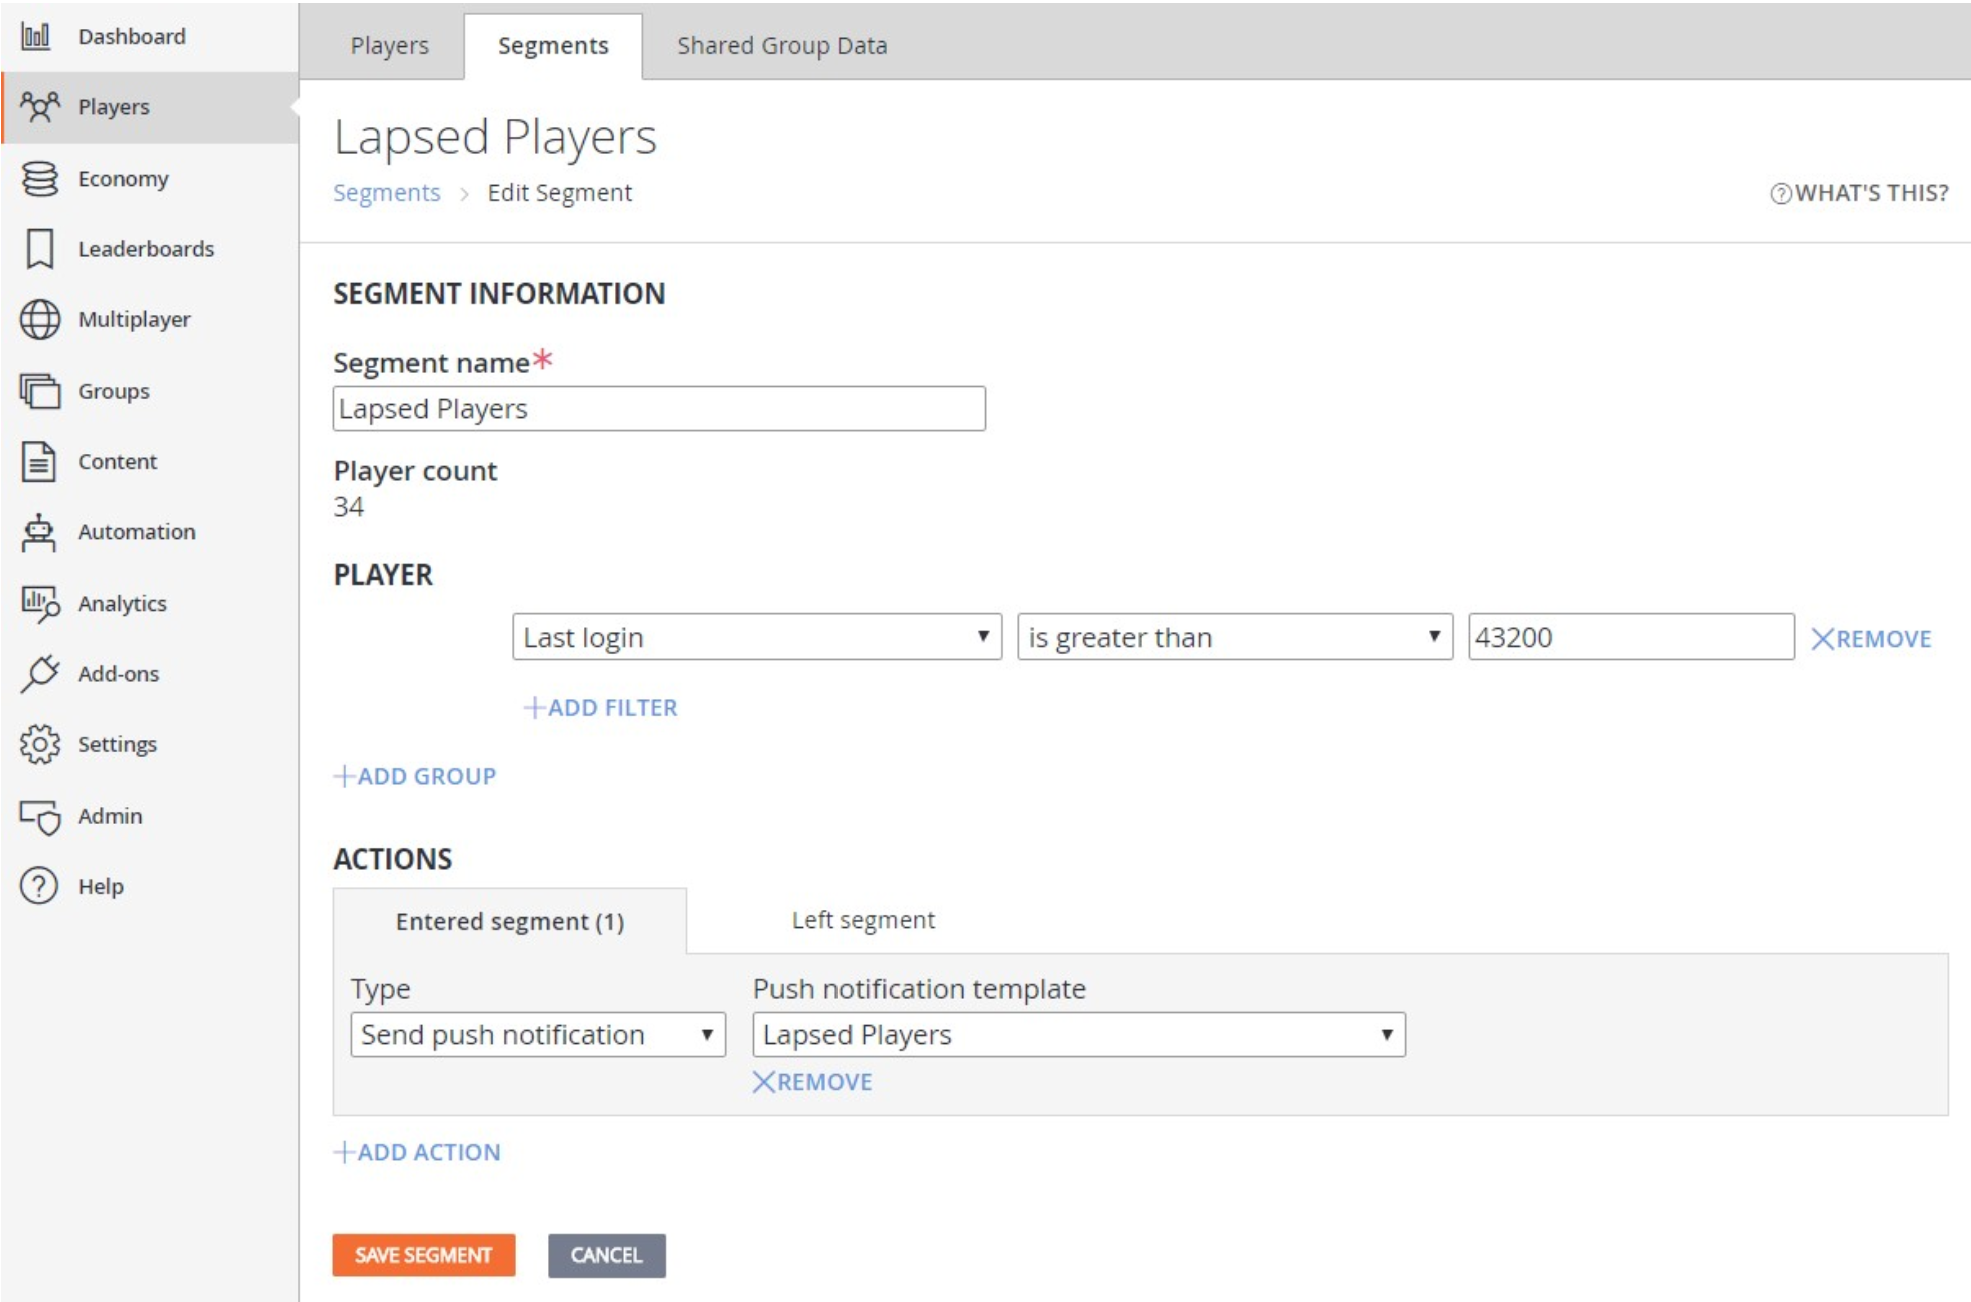 Dashboard
Players
Economy
Leaderboards
Multiplayer
Groups
Content
Automation
Analytics
Add-ons
Settings
Admin
Help
Players Segments Shared Group Data
Lapsed Players
Segments > Edit Segment
?WHAT'S THIS?
SEGMENT INFORMATION
Segment name*
Lapsed Players
Player count
34
PLAYER
Last login is greater than 43200 REMOVE
+ADD FILTER
+ADD GROUP
ACTIONS
Entered segment (1) Left segment
Type Push notification template
Send push notification Lapsed Players
REMOVE
+ADD ACTION
SAVE SEGMENT CANCEL